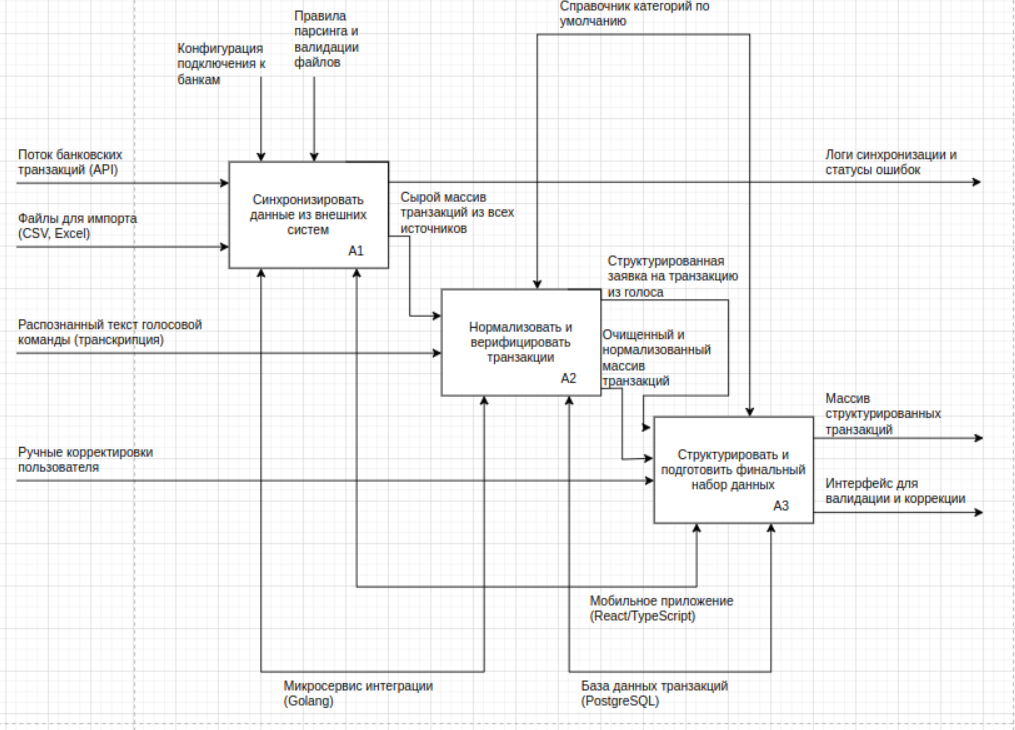 Справочник категорий по
умолчанию
Правила
парсинга и
валидации
файлов
Конфигурация
подключения к
банкам
Поток банковских
транзакций (API)
Логи синхронизации и
статусы ошибок
Синхронизировать
данные из внешних
систем
A1
Сырой массив
транзакций из всех
источников
Файлы для импорта
(CSV, Excel)
Структурированная
заявка на транзакцию
из голоса
Распознанный текст голосовой
команды (транскрипция)
Нормализовать и
верифицировать
транзакции
A2
Очищенный и
нормализованный
массив
транзакций
Массив
структурированных
транзакций
Ручные корректировки
пользователя
Структурировать и
подготовить финальный
набор данных
A3
Интерфейс для
валидации и коррекции
Мобильное приложение
(React/TypeScript)
Микросервис интеграции
(Golang)
База данных транзакций
(PostgreSQL)